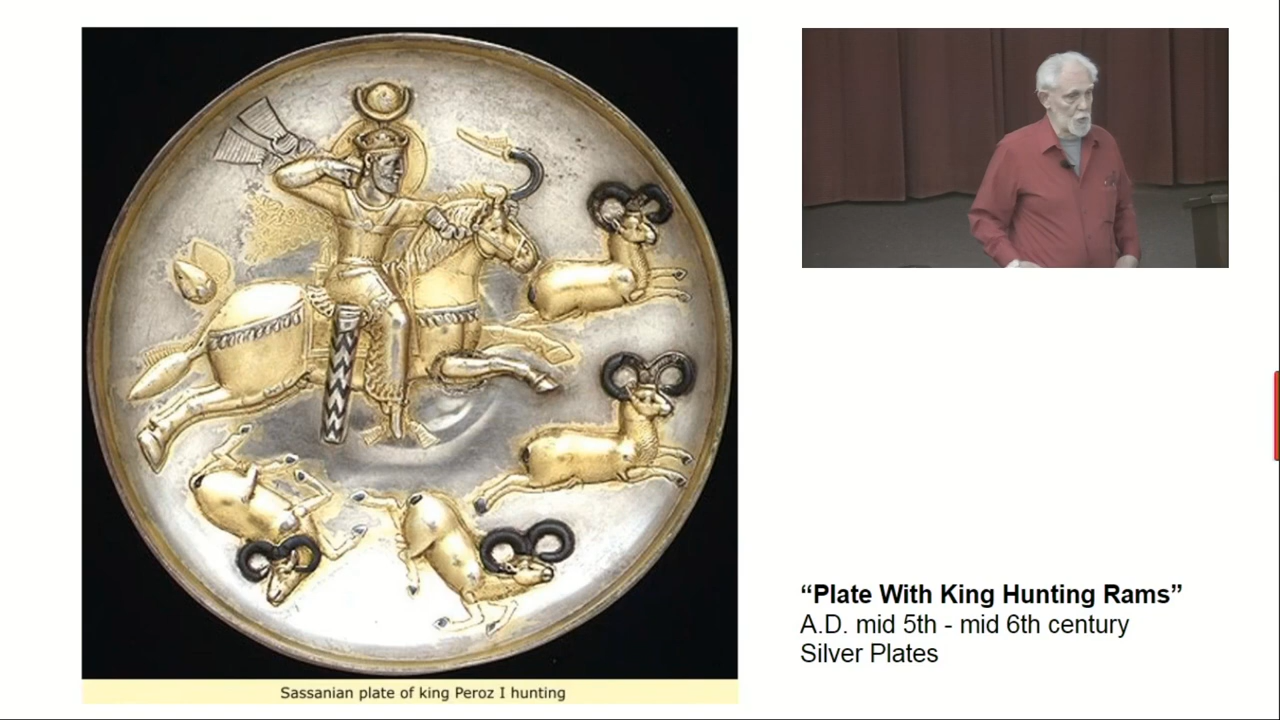 “Plate With King Hunting Rams”
A.D. mid 5th - mid 6th century
Silver Plates
Sassanian plate of king Peroz I hunting